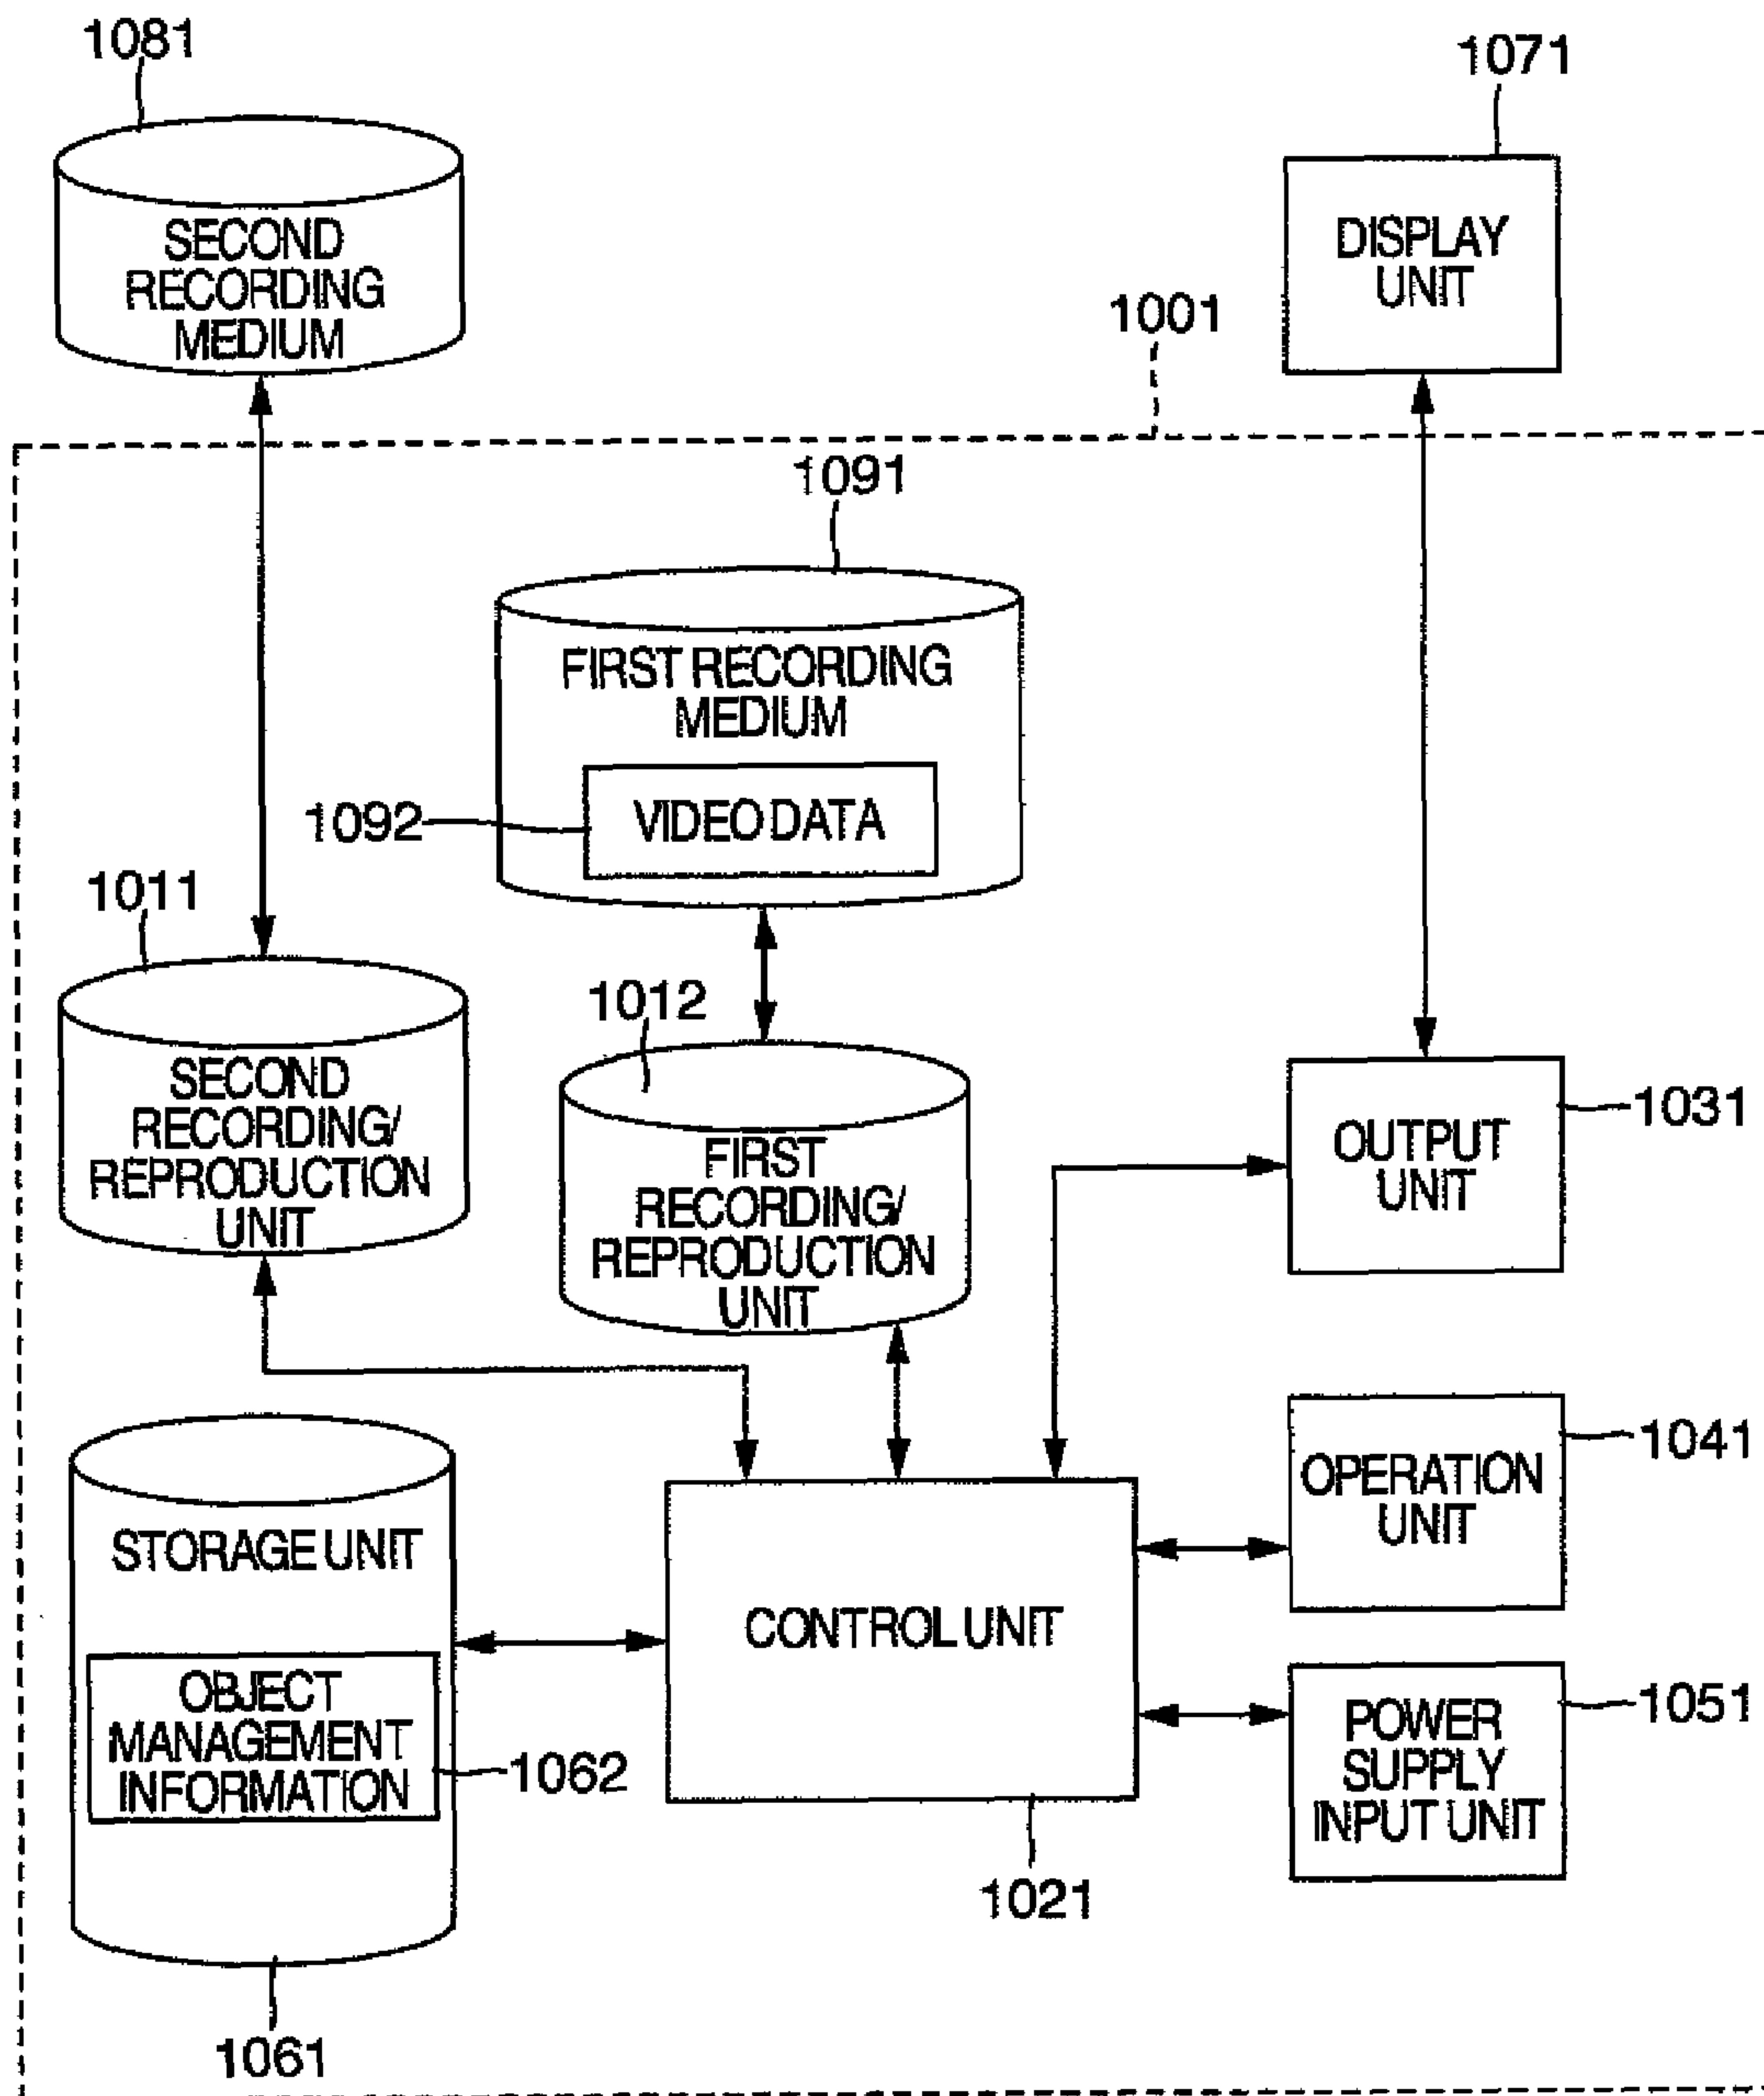 1081
1071
SECOND
RECORDING
MEDIUM
DISPLAY
UNIT
1001
1091
FIRST RECORDING
MEDIUM
1092
VIDEO DATA
1011
1012
SECOND
RECORDING/
REPRODUCTION
UNIT
FIRST
RECORDING/
REPRODUCTION
UNIT
OUTPUT
UNIT
1031
STORAGE UNIT
OBJECT
MANAGEMENT
INFORMATION
1062
1061
CONTROL UNIT
1021
OPERATION
UNIT
1041
POWER
SUPPLY
INPUT UNIT
1051